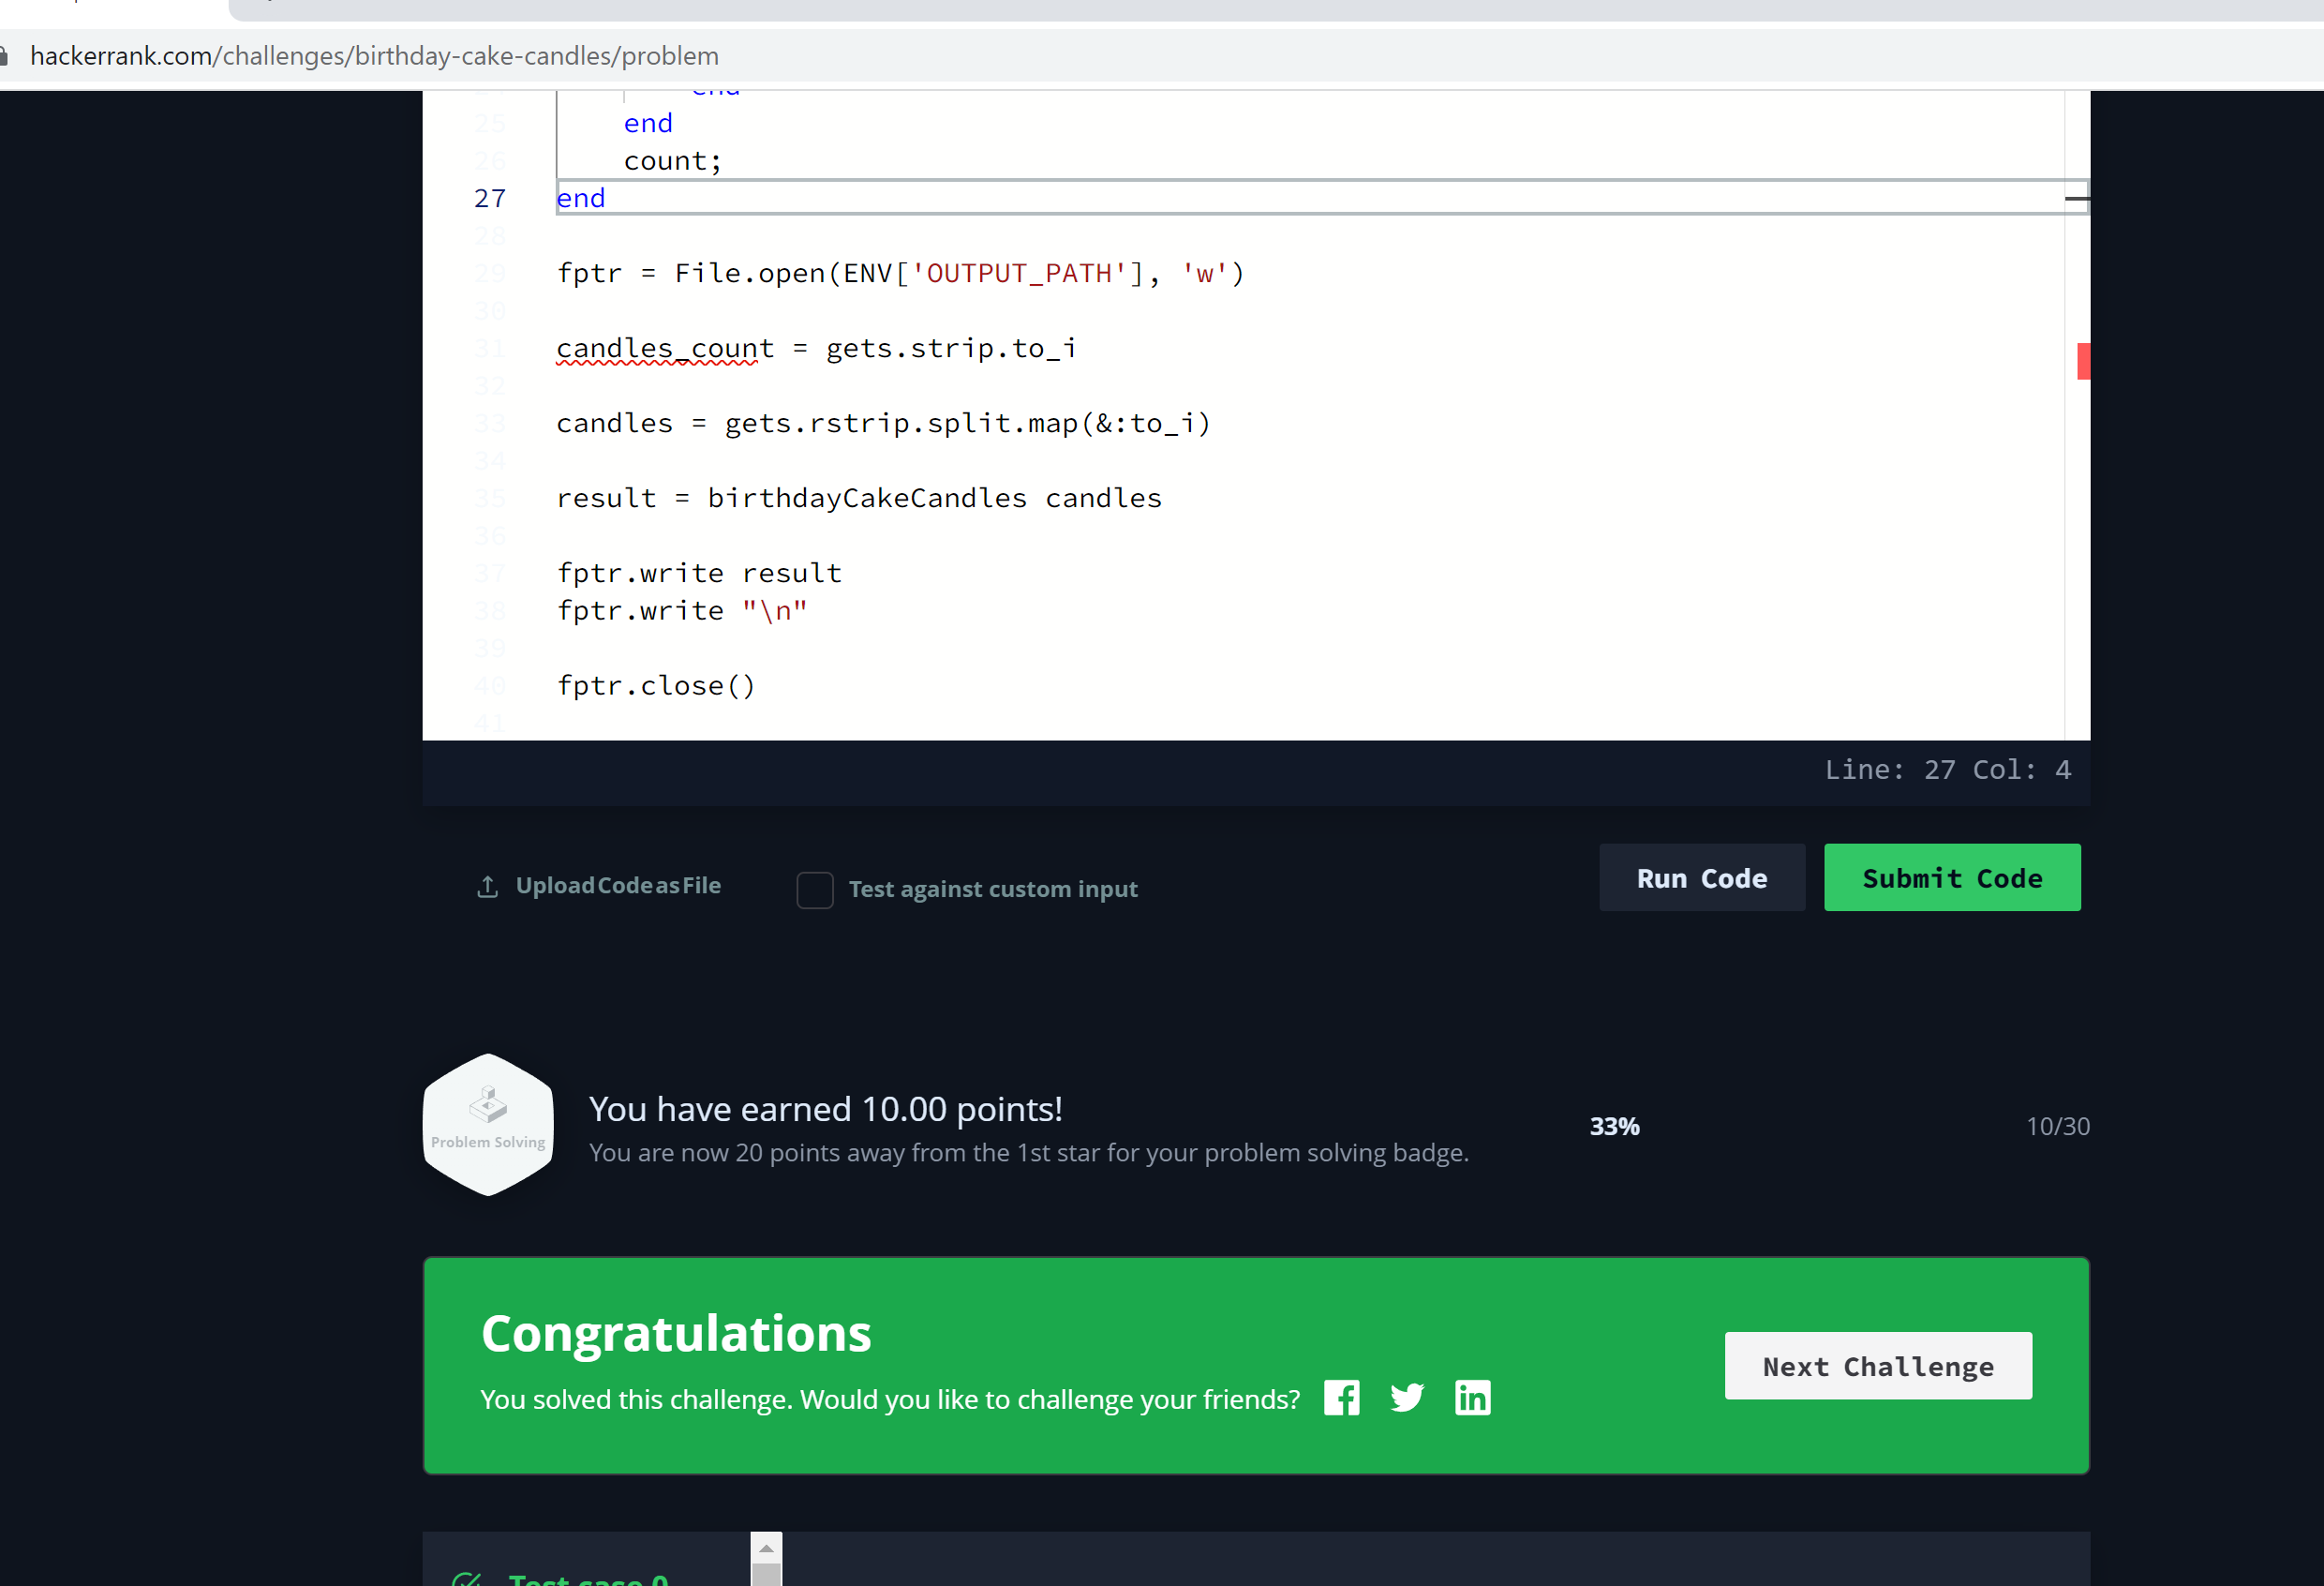 hackerrank.com/challenges/birthday-cake-candles/problem
24 end
25 end
26 count;
27 end
28
29 fptr = File.open(ENV['OUTPUT_PATH'], 'w')
30
31 candles_count = gets.strip.to_i
32
33 candles = gets.rstrip.split.map(&:to_i)
34
35 result = birthdayCakeCandles candles
36
37 fptr.write result
38 fptr.write "\n"
39
40 fptr.close()
41
Line: 27 Col: 4
Upload Code as File
Test against custom input
Run Code
Submit Code
Problem Solving
You have earned 10.00 points!
You are now 20 points away from the 1st star for your problem solving badge.
33%
10/30
Congratulations
You solved this challenge. Would you like to challenge your friends?
Next Challenge
Test case 0